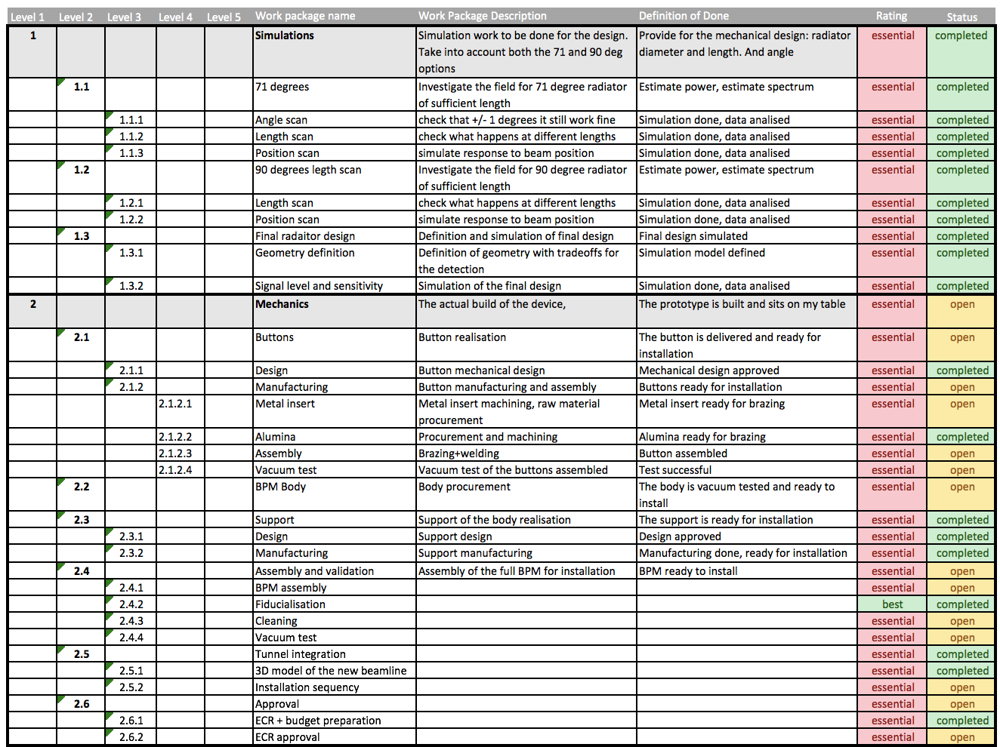 Level 1 Level 2 Level 3 Level 4 Level 5 Work package name Work Package Description Definition of Done Rating Status
1 Simulations Simulation work to be done for the design. Provide for the mechanical design: radiator essential completed
Take into account both the 71 and 90 deg diameter and length. And angle
options
1.1 71 degrees Investigate the field for 71 degree radiator Estimate power, estimate spectrum essential completed
of sufficient length
1.1.1 Angle scan check that +/- 1 degrees it still work fine Simulation done, data analised essential completed
1.1.2 Length scan check what happens at different lengths Simulation done, data analised essential completed
1.1.3 Position scan simulate response to beam position Simulation done, data analised essential completed
1.2 90 degrees legth scan Investigate the field for 90 degree radiator Estimate power, estimate spectrum essential completed
of sufficient length
1.2.1 Length scan check what happens at different lengths Simulation done, data analised essential completed
1.2.2 Position scan simulate response to beam position Simulation done, data analised essential completed
1.3 Final radaitor design Definition and simulation of final design Final design simulated essential completed
1.3.1 Geometry definition Definition of geometry with tradeoffs for Simulation model defined essential completed
the detection
1.3.2 Signal level and sensitivity Simulation of the final design Simulation done, data analised essential completed
2 Mechanics The actual build of the device, The prototype is built and sits on my table essential open
2.1 Buttons Button realisation The button is delivered and ready for essential open
installation
2.1.1 Design Button mechanical design Mechanical design approved essential completed
2.1.2 Manufacturing Button manufacturing and assembly Buttons ready for installation essential open
2.1.2.1 Metal insert Metal insert machining, raw material Metal insert ready for brazing essential open
procurement
2.1.2.2 Alumina Procurement and machining Alumina ready for brazing essential completed
2.1.2.3 Assembly Brazing+welding Button assembled essential open
2.1.2.4 Vacuum test Vacuum test of the buttons assembled Test successful essential open
2.2 BPM Body Body procurement The body is vacuum tested and ready to essential open
install
2.3 Support Support of the body realisation The support is ready for installation essential completed
2.3.1 Design Support design Design approved essential completed
2.3.2 Manufacturing Support manufacturing Manufacturing done, ready for installation essential completed
2.4 Assembly and validation Assembly of the full BPM for installation BPM ready to install essential open
2.4.1 BPM assembly essential open
2.4.2 Fiducialisation best completed
2.4.3 Cleaning essential open
2.4.4 Vacuum test essential open
2.5 Tunnel integration essential completed
2.5.1 3D model of the new beamline essential completed
2.5.2 Installation sequency essential open
2.6 Approval essential open
2.6.1 ECR + budget preparation essential completed
2.6.2 ECR approval essential open